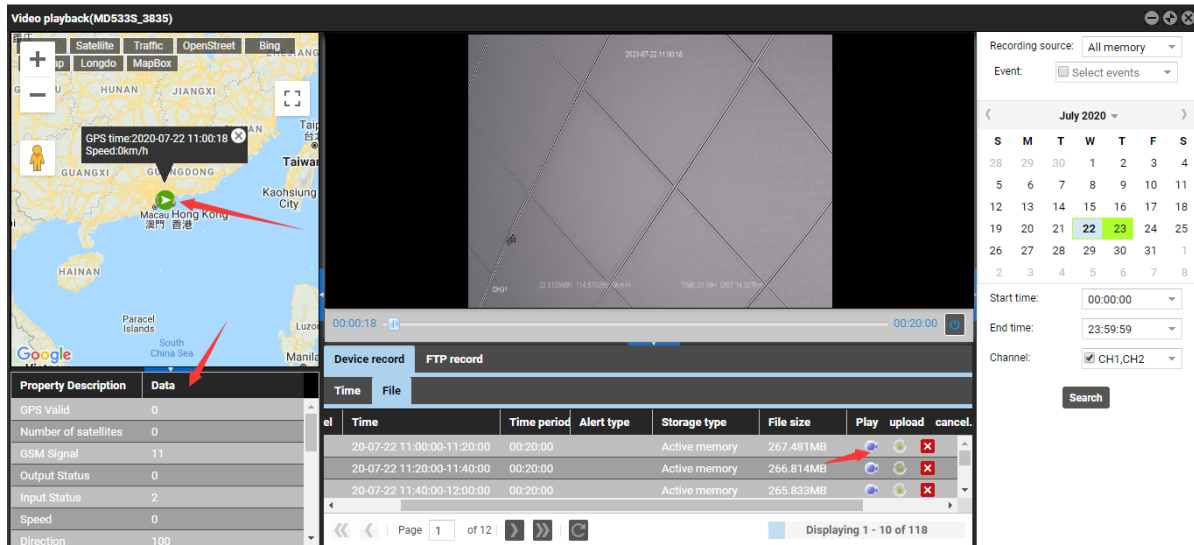 Video playback(MD533S_3835)
Satellite Traffic OpenStreet Bing
Longdo MapBox
HUNAN
JIANGXI
GPS time:2020-07-22 11:00:18
Speed:0km/h
Taiwan
GUANGXI
GUANGDONG
Kaohsiung
City
Macau Hong Kong
澳門 香港
HAINAN
Paracel
Islands
South
China Sea
Luzon
Manila
Google
Property Description Data
GPS Valid 0
Number of satellites 0
GSM Signal 11
Output Status 0
Input Status 2
Speed 0
Direction 100
2020-07-22 11:00:18
CH01
00:00:18
00:20:00
Device record FTP record
Time File
el Time Time period Alert type Storage type File size Play upload cancel.
20-07-22 11:00:00-11:20:00 00:20:00 Active memory 267.481MB
20-07-22 11:20:00-11:40:00 00:20:00 Active memory 266.814MB
20-07-22 11:40:00-12:00:00 00:20:00 Active memory 265.833MB
Page 1 of 12
Displaying 1 - 10 of 118
Recording source: All memory
Event: Select events
July 2020
S M T W T F S
28 29 30 1 2 3 4
5 6 7 8 9 10 11
12 13 14 15 16 17 18
19 20 21 22 23 24 25
26 27 28 29 30 31 1
2 3 4 5 6 7 8
Start time: 00:00:00
End time: 23:59:59
Channel: CH1,CH2
Search